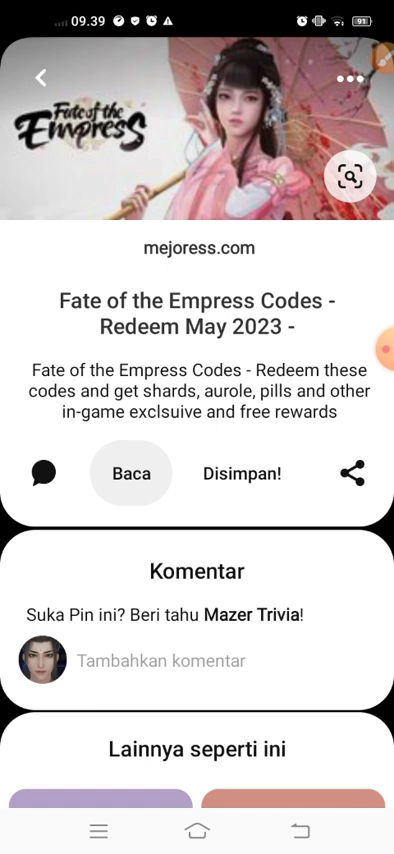 09.39
91
Fate of the
Empress
mejoress.com
Fate of the Empress Codes -
Redeem May 2023 -
Fate of the Empress Codes - Redeem these
codes and get shards, aurole, pills and other
in-game exclsuive and free rewards
Baca
Disimpan!
Komentar
Suka Pin ini? Beri tahu Mazer Trivia!
Tambahkan komentar
Lainnya seperti ini